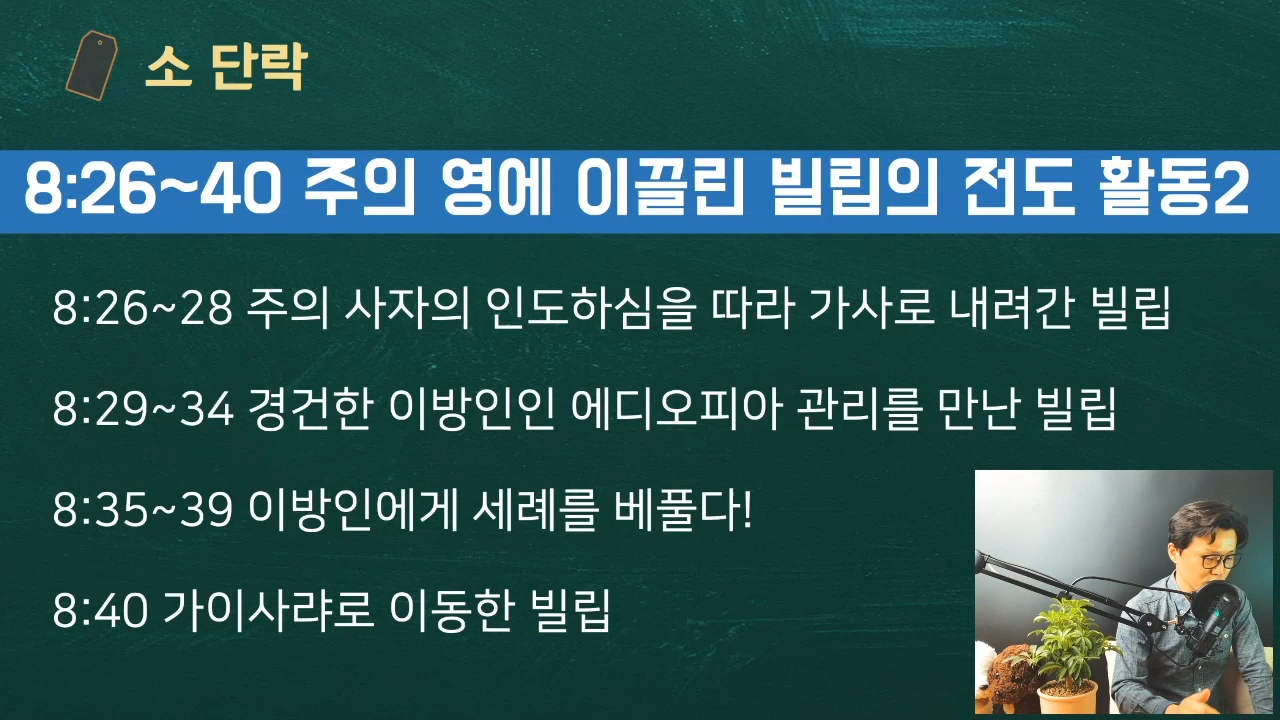 소 단락
8:26~40 주의 영에 이끌린 빌립의 전도 활동2
8:26~28 주의 사자의 인도하심을 따라 가사로 내려간 빌립
8:29~34 경건한 이방인인 에디오피아 관리를 만난 빌립
8:35~39 이방인에게 세례를 베풀다!
8:40 가이사랴로 이동한 빌립